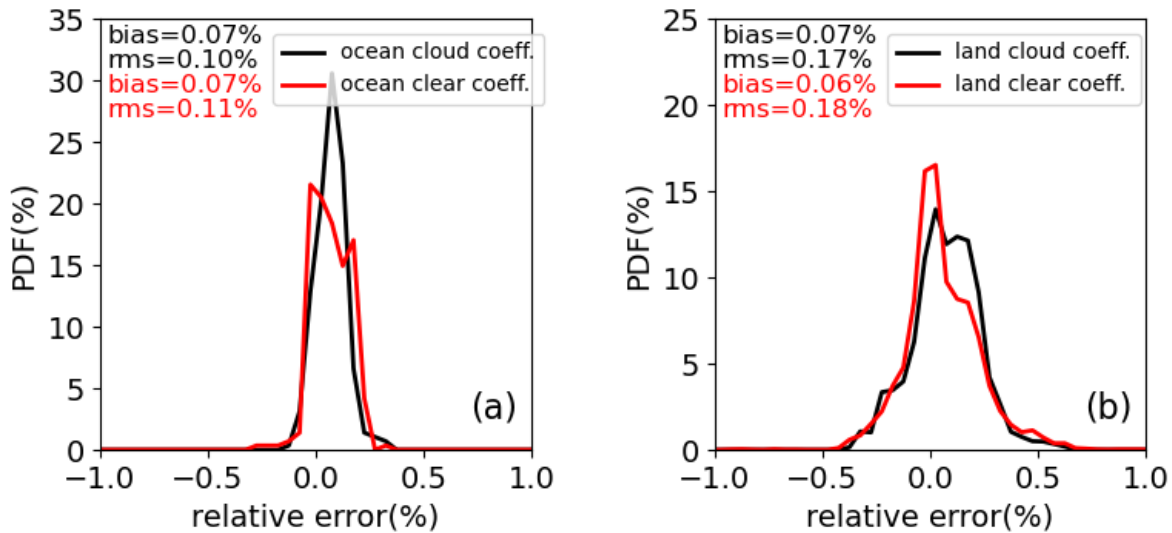 35
30
25
20
15
10
5
0
PDF(%)
bias=0.07%
rms=0.10%
bias=0.07%
rms=0.11%
ocean cloud coeff.
ocean clear coeff.
(a)
−1.0 −0.5 0.0 0.5 1.0
relative error(%)
25
20
15
10
5
0
PDF(%)
bias=0.07%
rms=0.17%
bias=0.06%
rms=0.18%
land cloud coeff.
land clear coeff.
(b)
−1.0 −0.5 0.0 0.5 1.0
relative error(%)